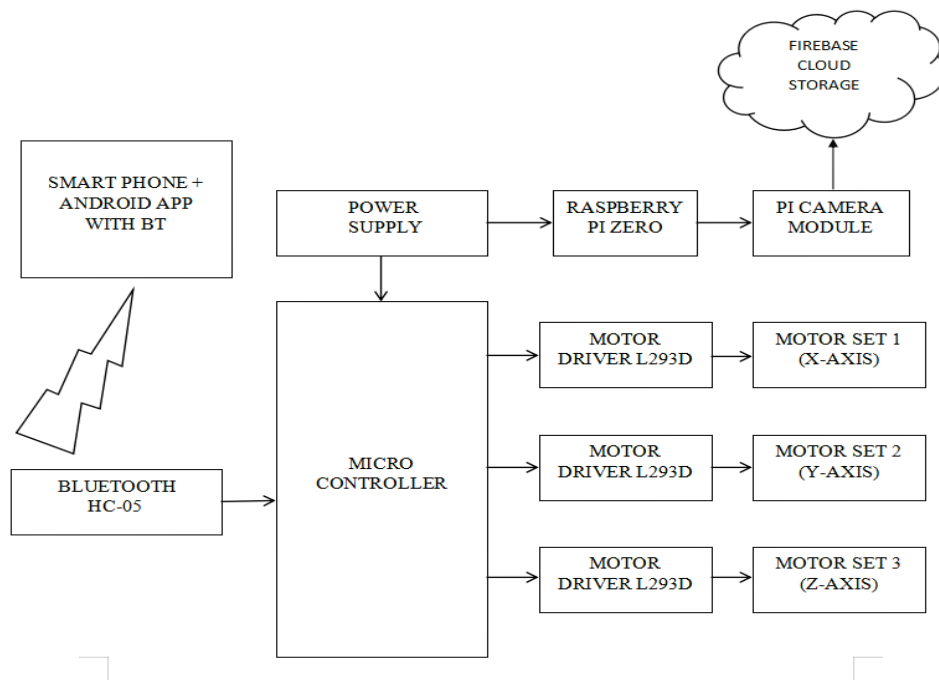 FIREBASE
CLOUD
STORAGE
SMART PHONE +
ANDROID APP
WITH BT
POWER
SUPPLY
RASPBERRY
PI ZERO
PI CAMERA
MODULE
MOTOR
DRIVER L293D
MOTOR SET 1
(X-AXIS)
MICRO
CONTROLLER
MOTOR
DRIVER L293D
MOTOR SET 2
(Y-AXIS)
BLUETOOTH
HC-05
MOTOR
DRIVER L293D
MOTOR SET 3
(Z-AXIS)